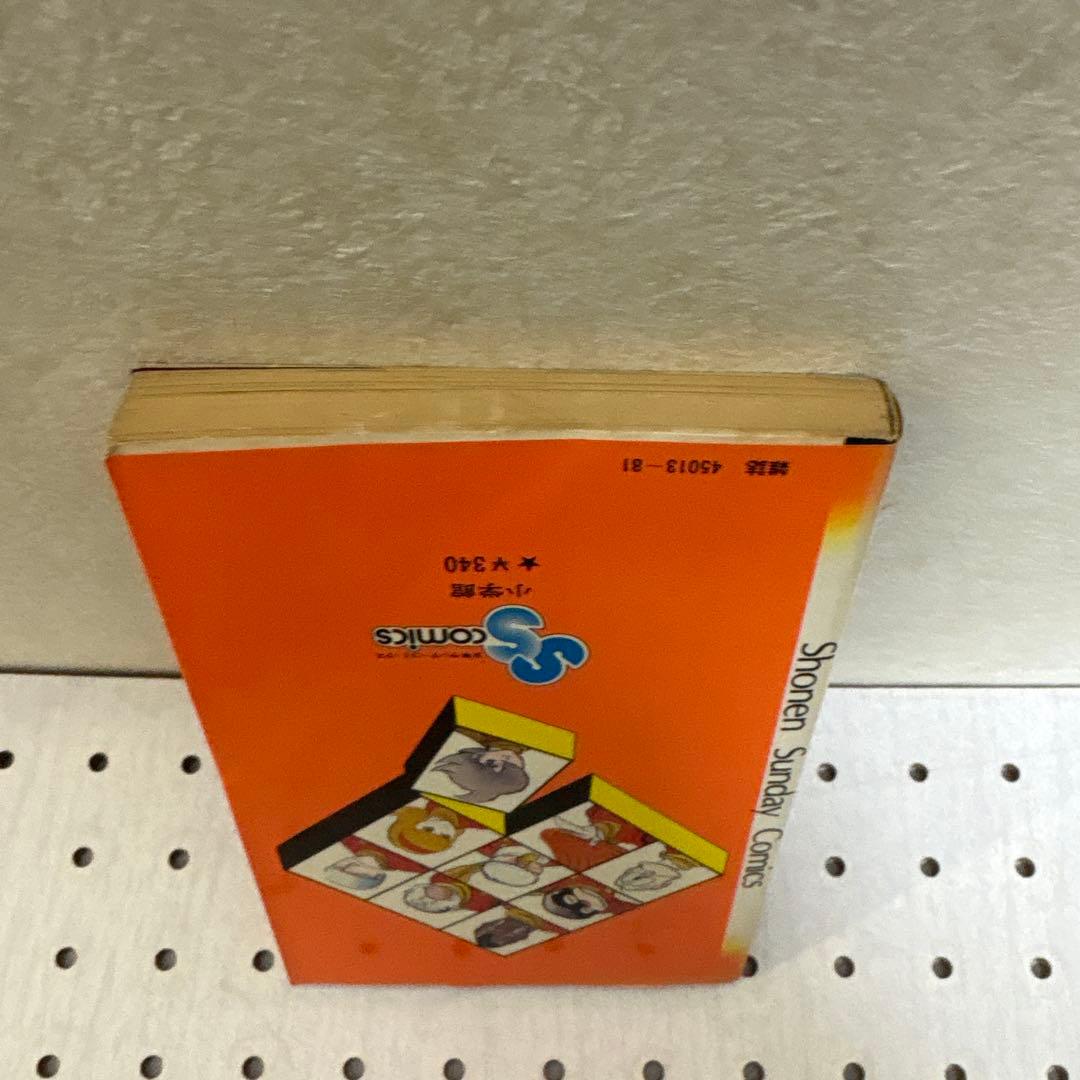 Shonen Sunday Comics
少年サンデーコミックス
SS
comics
小学館
★ ¥340
雑誌 45013-81